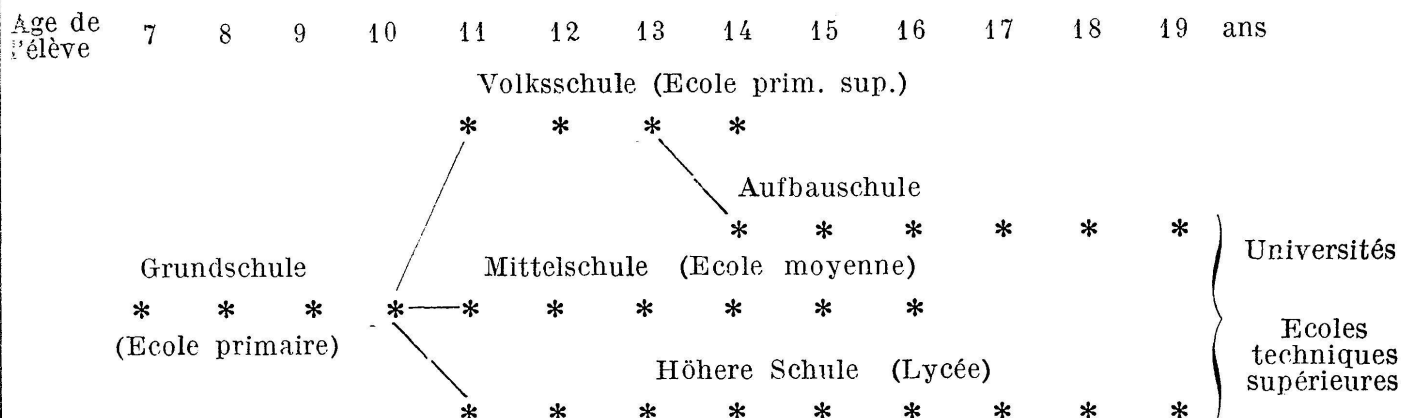 Age de l'élève 7 8 9 10 11 12 13 14 15 16 17 18 19 ans
Volksschule (Ecole prim. sup.)
* * * *
Aufbauschule
* * * * * *
Grundschule
Mittelschule (Ecole moyenne)
* * * * * * * * * *
(Ecole primaire)
Höhere Schule (Lycée)
* * * * * * * * *
Universités
Ecoles
techniques
supérieures